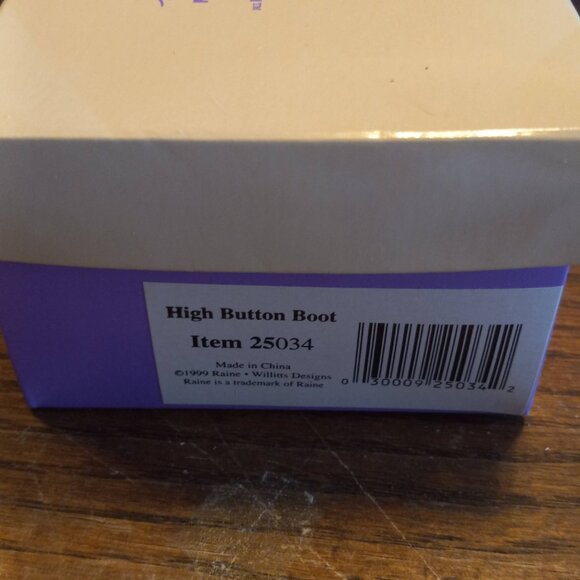 High Button Boot
Item 25034
Made in China
©1999 Raine • Willitts Designs
Raine is a trademark of Raine
0 30009 25034 2